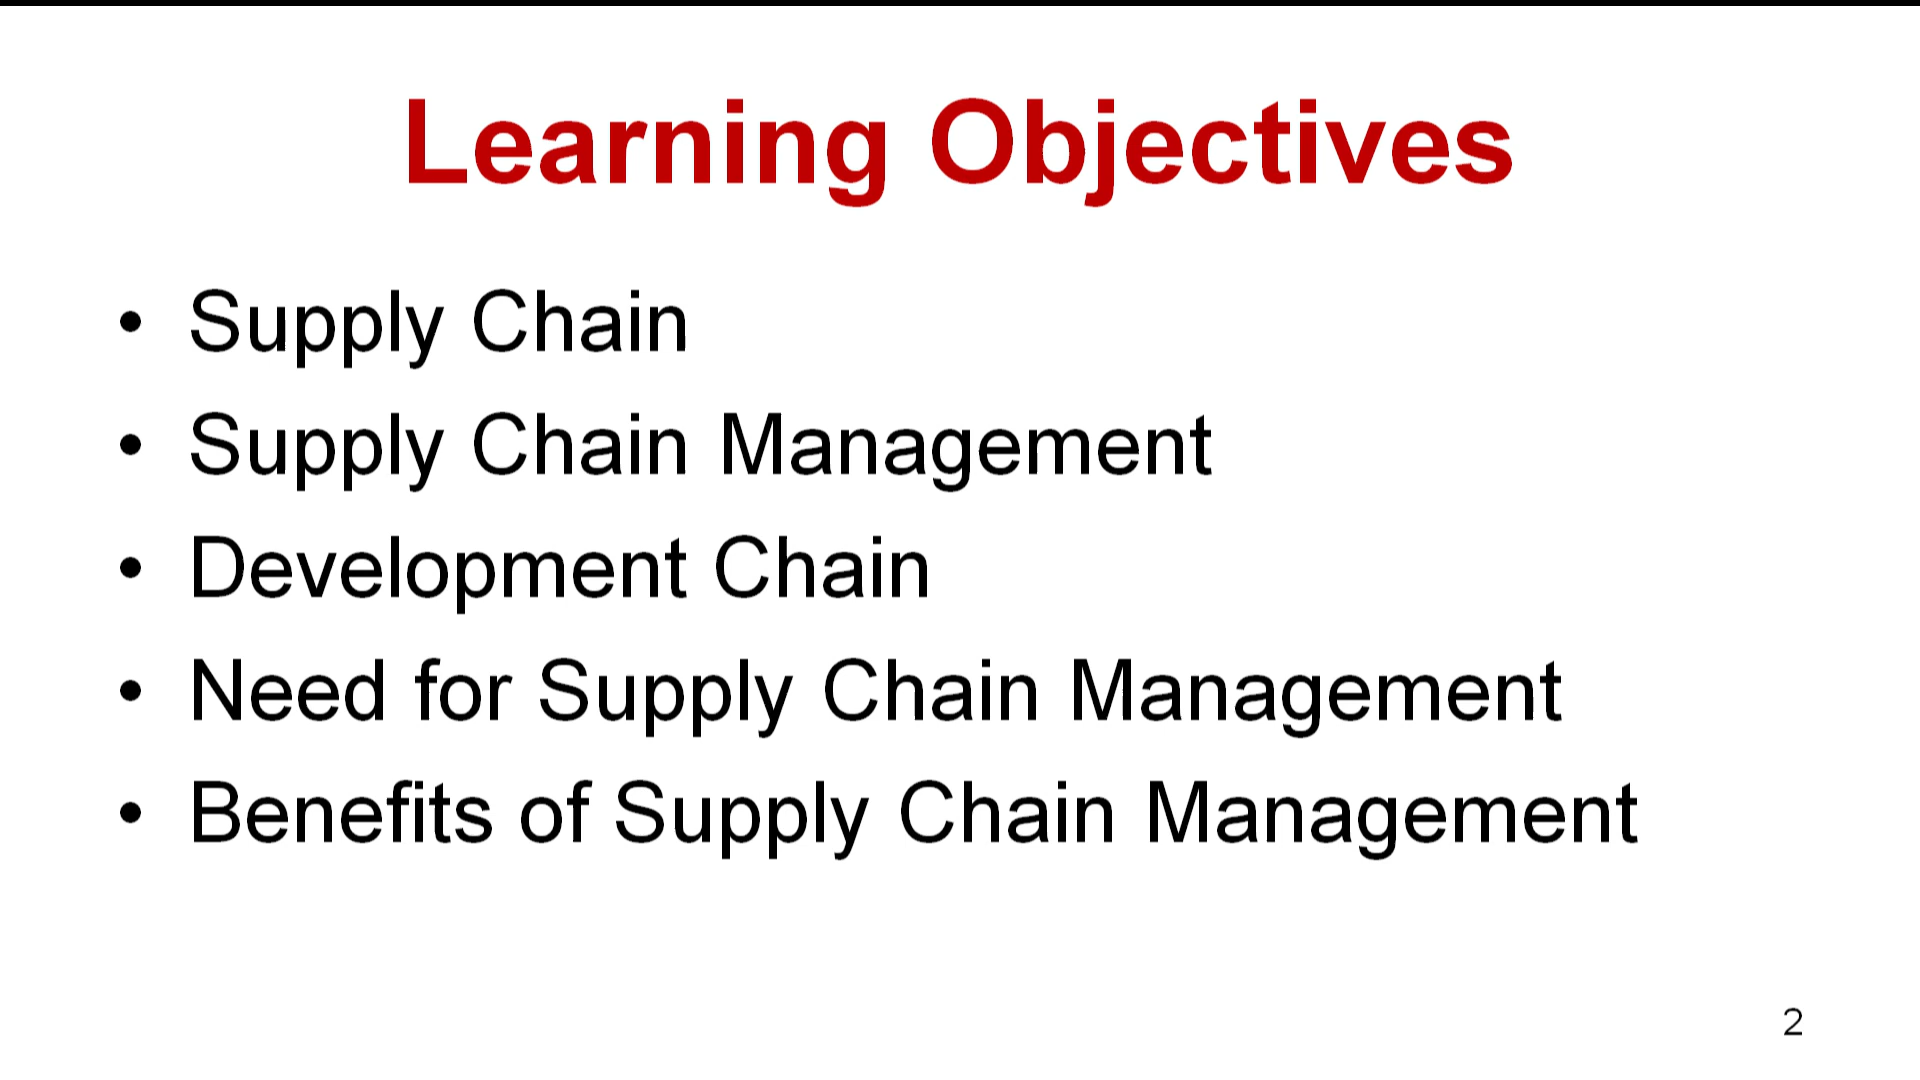 Learning Objectives
• Supply Chain
• Supply Chain Management
• Development Chain
• Need for Supply Chain Management
• Benefits of Supply Chain Management
2